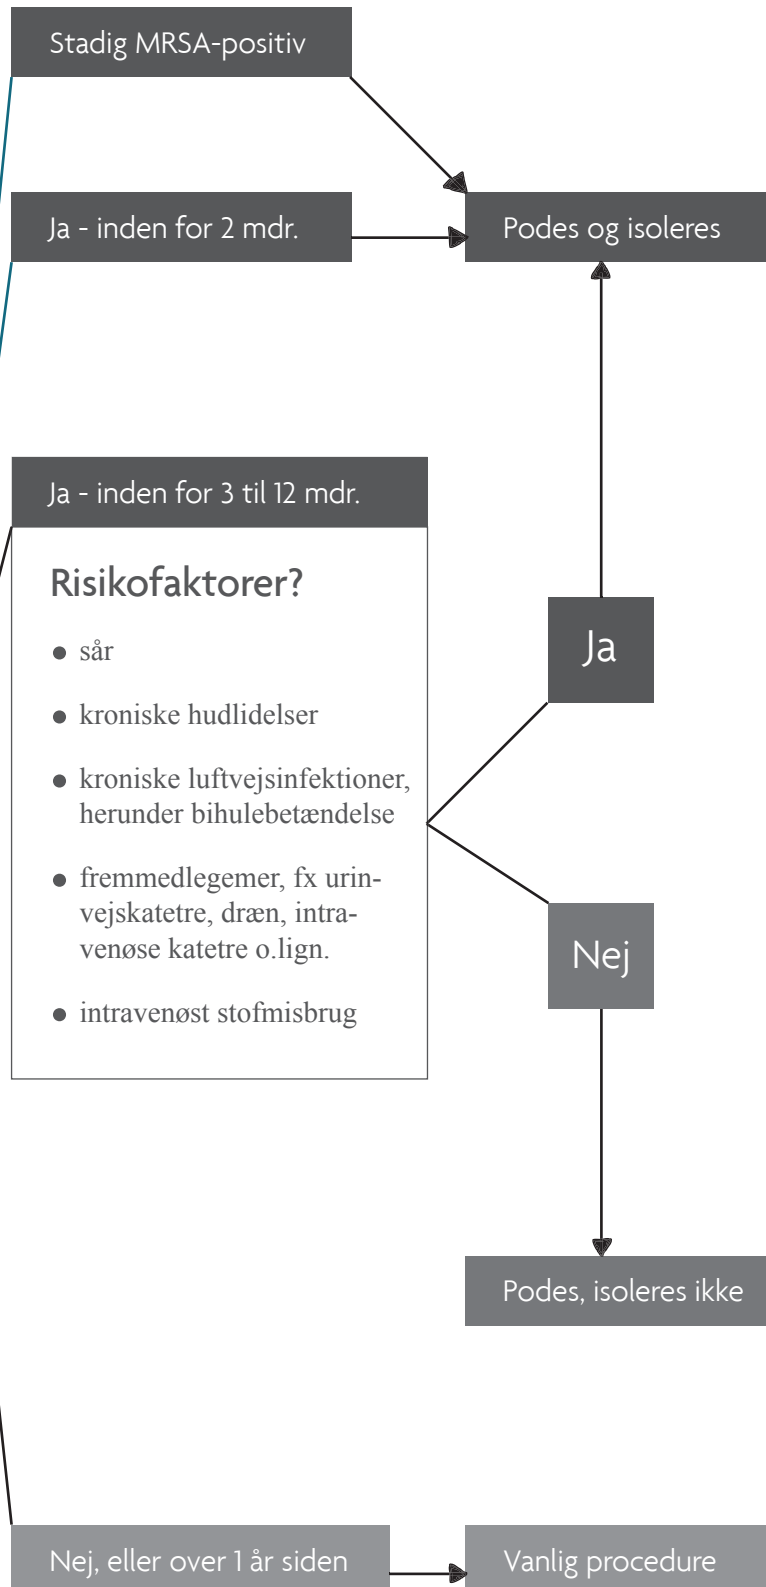 Stadig MRSA-positiv
Ja - inden for 2 mdr.
Podes og isoleres
Ja - inden for 3 til 12 mdr.
Risikofaktorer?
• sår
• kroniske hudlidelser
• kroniske luftvejsinfektioner,
herunder bihulebetændelse
• fremmedlegemer, fx urin-
vejskatetre, dræn, intra-
venøse katetre o.lign.
• intravenøst stofmisbrug
Ja
Nej
Podes, isoleres ikke
Nej, eller over 1 år siden
Vanlig procedure